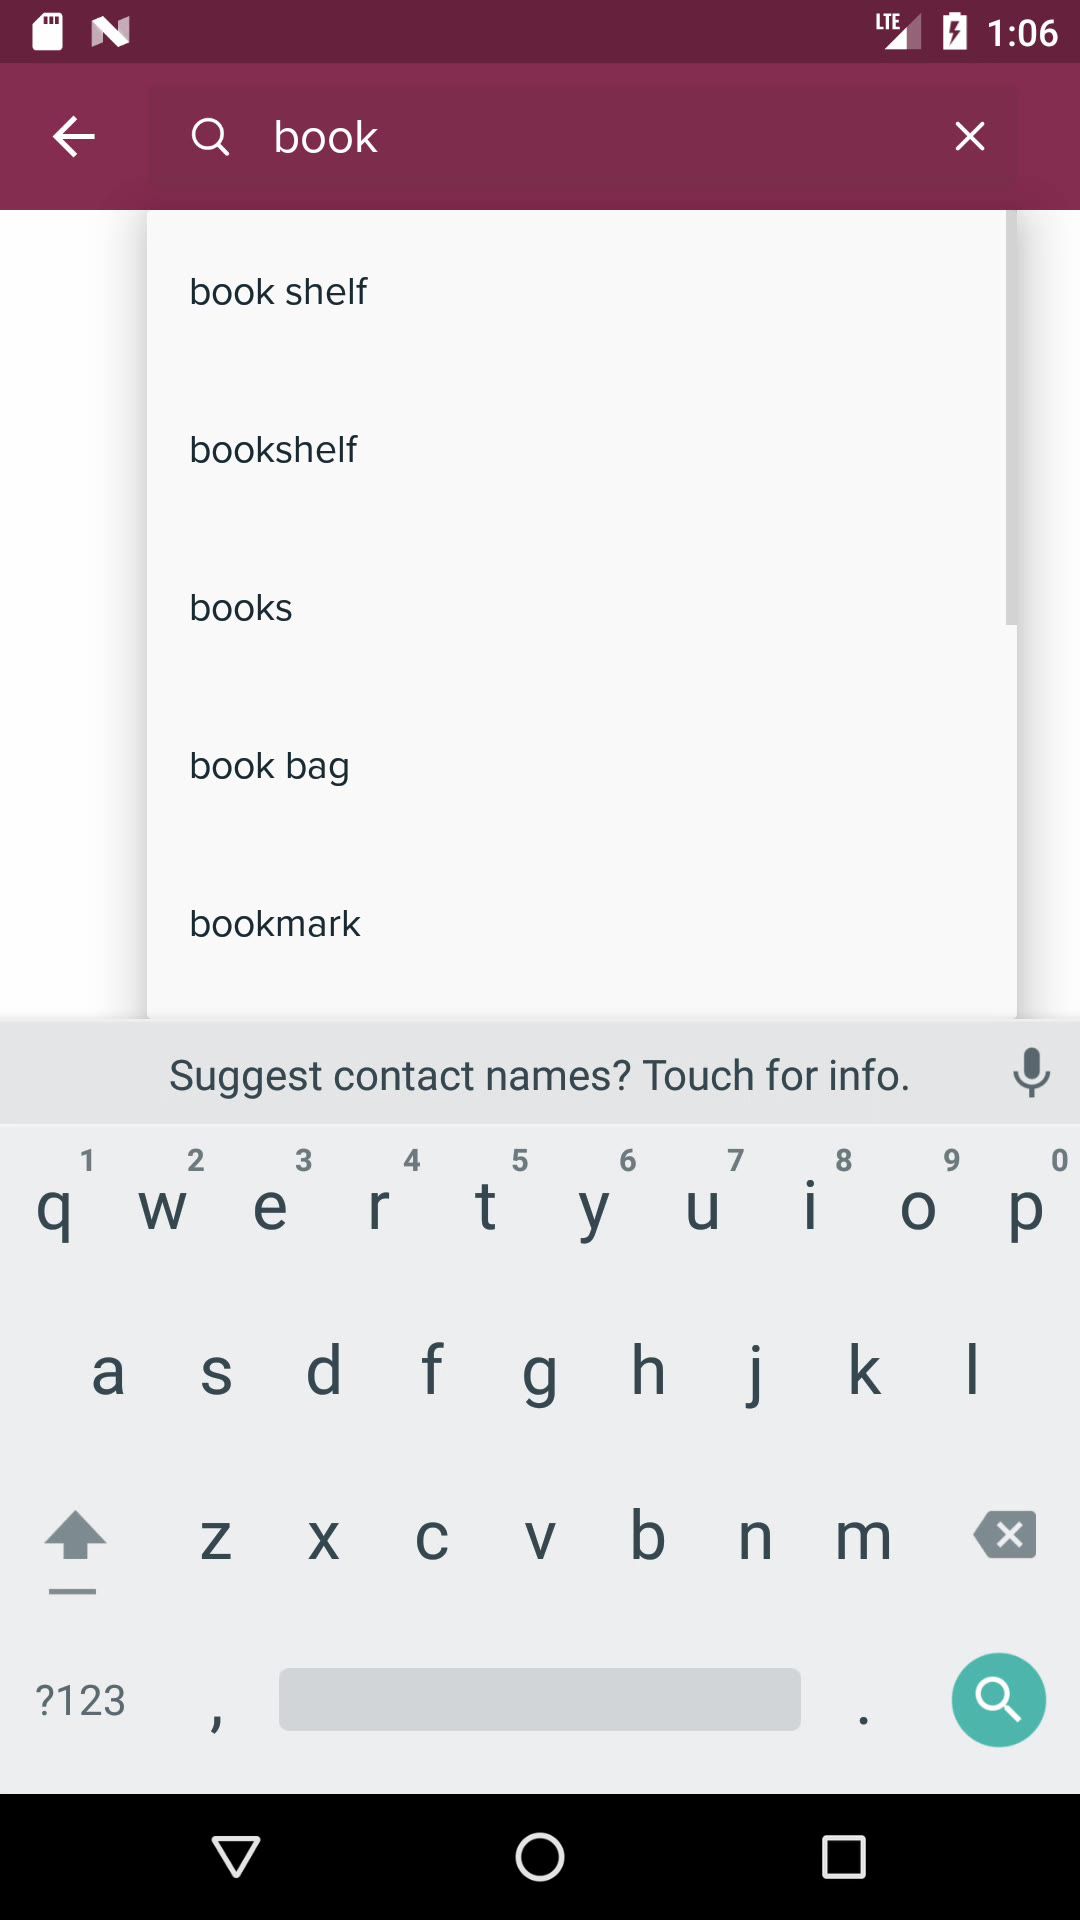 LTE 1:06
book
book shelf
bookshelf
books
book bag
bookmark
Suggest contact names? Touch for info.
1 2 3 4 5 6 7 8 9 0
q w e r t y u i o p
a s d f g h j k l
z x c v b n m
?123 , .